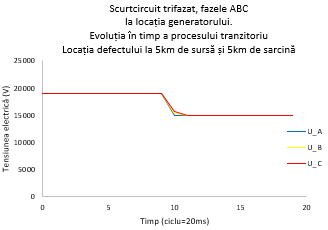 Scurtcircuit trifazat, fazele ABC
la locația generatorului.
Evoluția în timp a procesului tranzitoriu
Locația defectului la 5km de sursă și 5km de sarcină
Tensiunea electrică (V)
25000
20000
15000
10000
5000
0
0
5
10
15
20
Timp (ciclu=20ms)
U_A
U_B
U_C